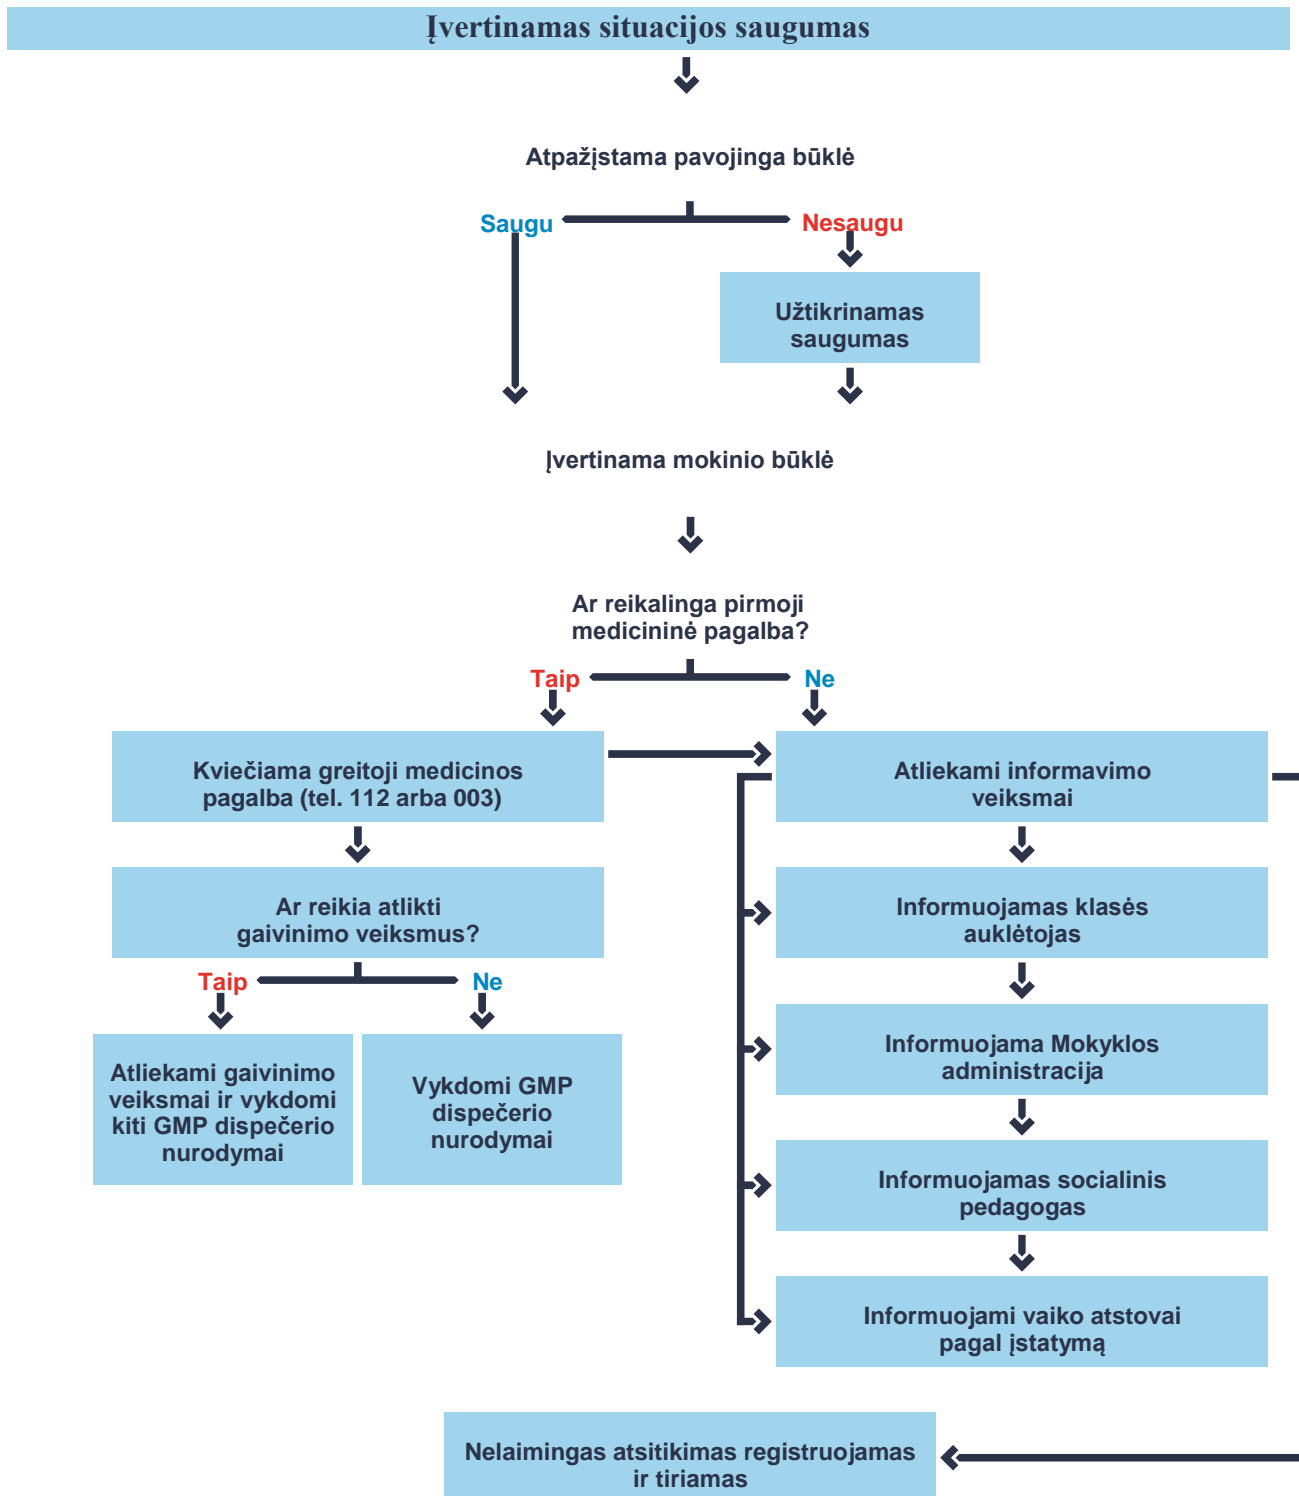 Įvertinamas situacijos saugumas
Atpažįstama pavojinga būklė
Saugu
Nesaugu
Užtikrinamas
saugumas
Įvertinama mokinio būklė
Ar reikalinga pirmoji
medicininė pagalba?
Taip
Ne
Kviečiama greitoji medicinos
pagalba (tel. 112 arba 003)
Atliekami informavimo
veiksmai
Ar reikia atlikti
gaivinimo veiksmus?
Informuojamas klasės
auklėtojas
Taip
Ne
Atliekami gaivinimo
veiksmai ir vykdomi
kiti GMP dispečerio
nurodymai
Vykdomi GMP
dispečerio
nurodymai
Informuojama Mokyklos
administracija
Informuojamas socialinis
pedagogas
Informuojami vaiko atstovai
pagal įstatymą
Nelaimingas atsitikimas registruojamas
ir tiriamas